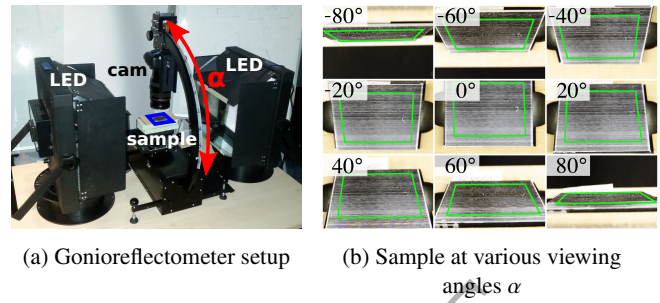 LED
cam
α
LED
sample
-80° -60° -40°
-20° 0° 20°
40° 60° 80°
(a) Gonioreflectometer setup
(b) Sample at various viewing
angles α